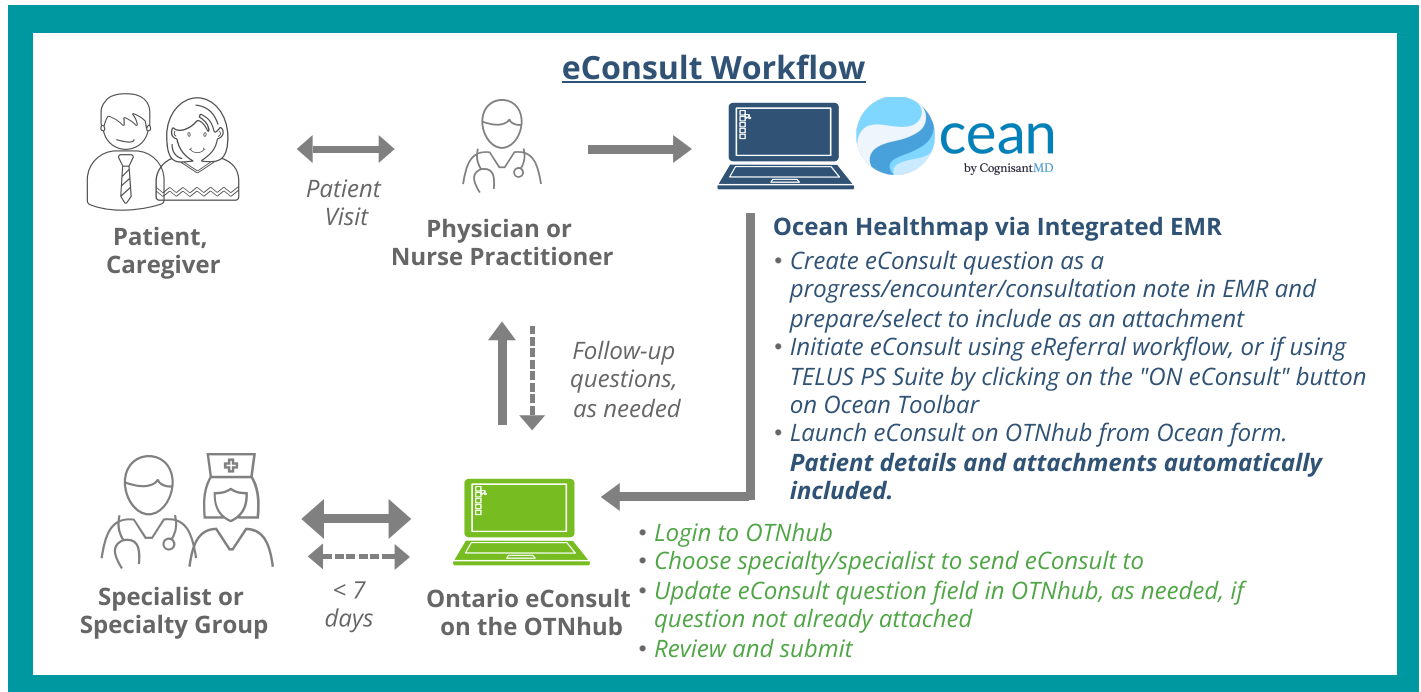 eConsult Workflow
cean
by CognisantMD
Patient
Visit
Patient,
Caregiver
Physician or
Nurse Practitioner
Ocean Healthmap via Integrated EMR
• Create eConsult question as a
progress/encounter/consultation note in EMR and
prepare/select to include as an attachment
• Initiate eConsult using eReferral workflow, or if using
TELUS PS Suite by clicking on the "ON eConsult" button
on Ocean Toolbar
• Launch eConsult on OTNhub from Ocean form.
Patient details and attachments automatically
included.
Follow-up
questions,
as needed
Specialist or
Specialty Group
< 7
days
Ontario eConsult
on the OTNhub
• Login to OTNhub
• Choose specialty/specialist to send eConsult to
• Update eConsult question field in OTNhub, as needed, if
question not already attached
• Review and submit